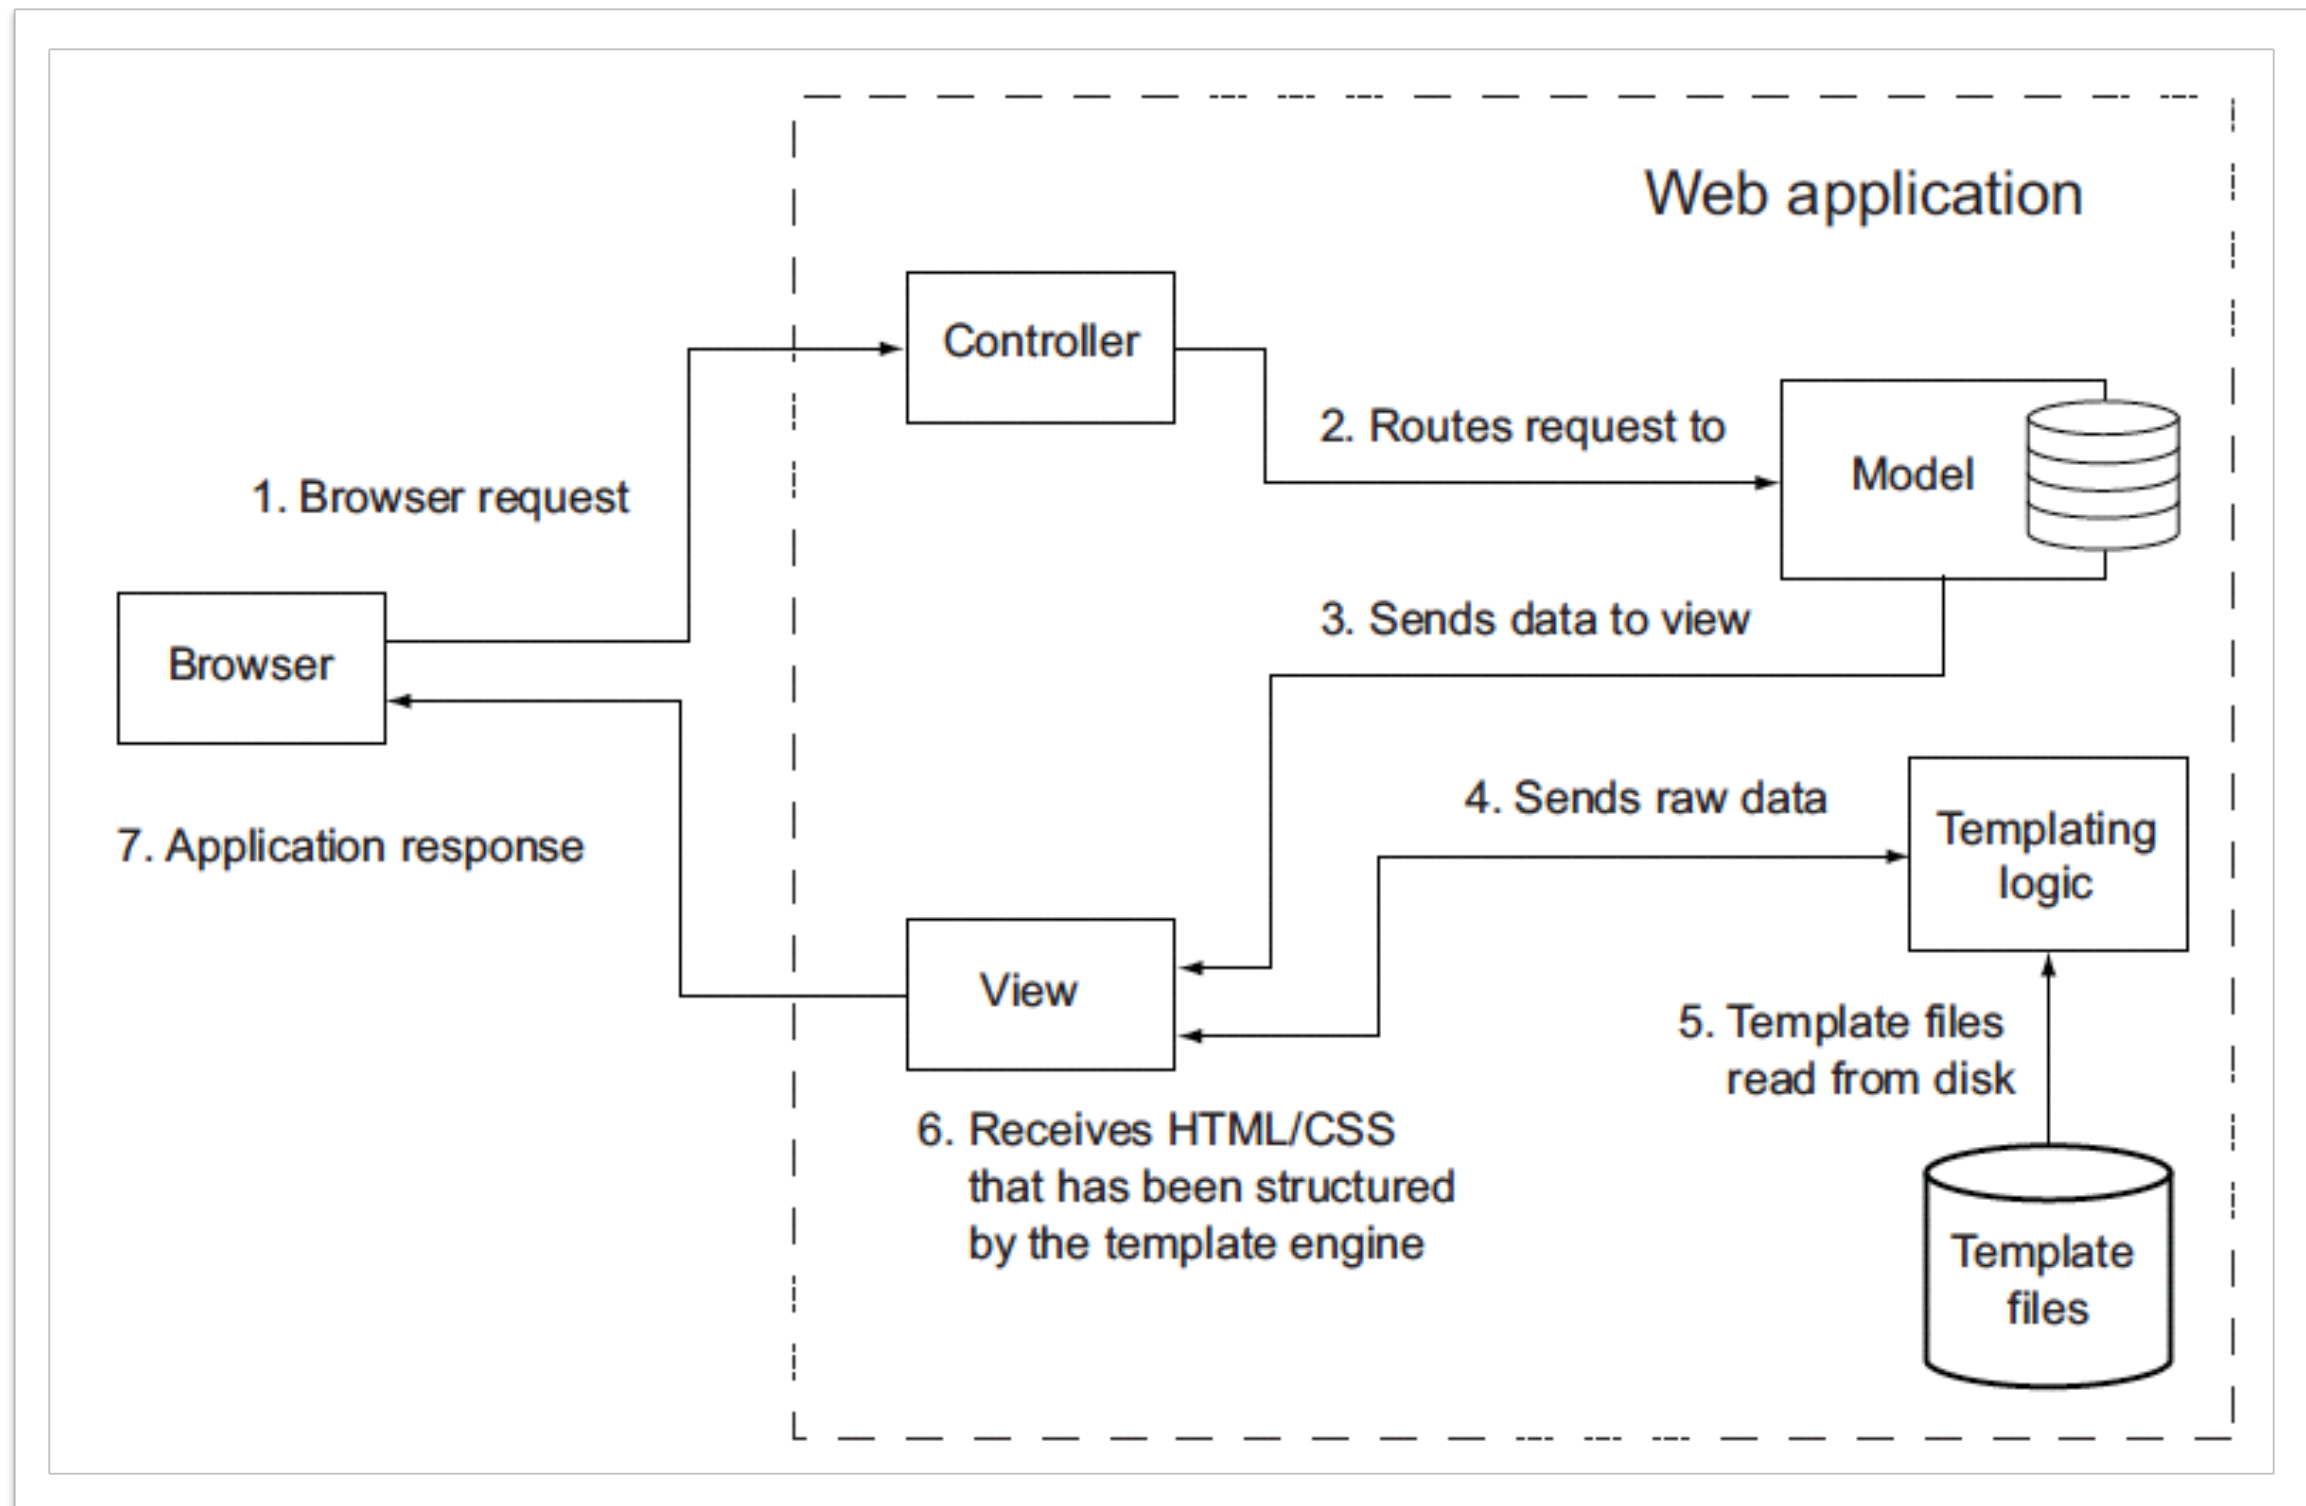 Web application
Controller
2. Routes request to
Model
1. Browser request
3. Sends data to view
Browser
4. Sends raw data
Templating
logic
7. Application response
View
5. Template files
read from disk
6. Receives HTML/CSS
that has been structured
by the template engine
Template
files